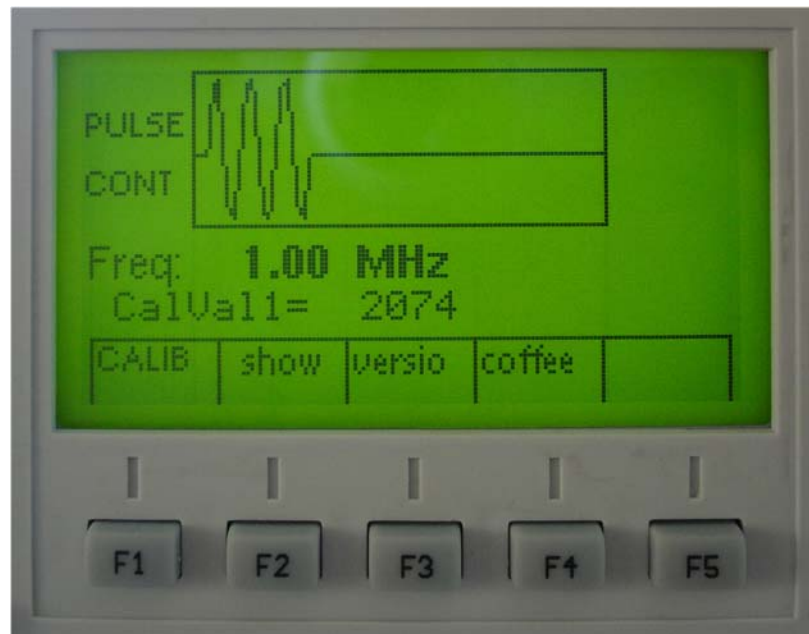 PULSE
CONT
Freq: 1.00 MHz
CalVal1= 2074
CALIB show versio coffee
F1 F2 F3 F4 F5